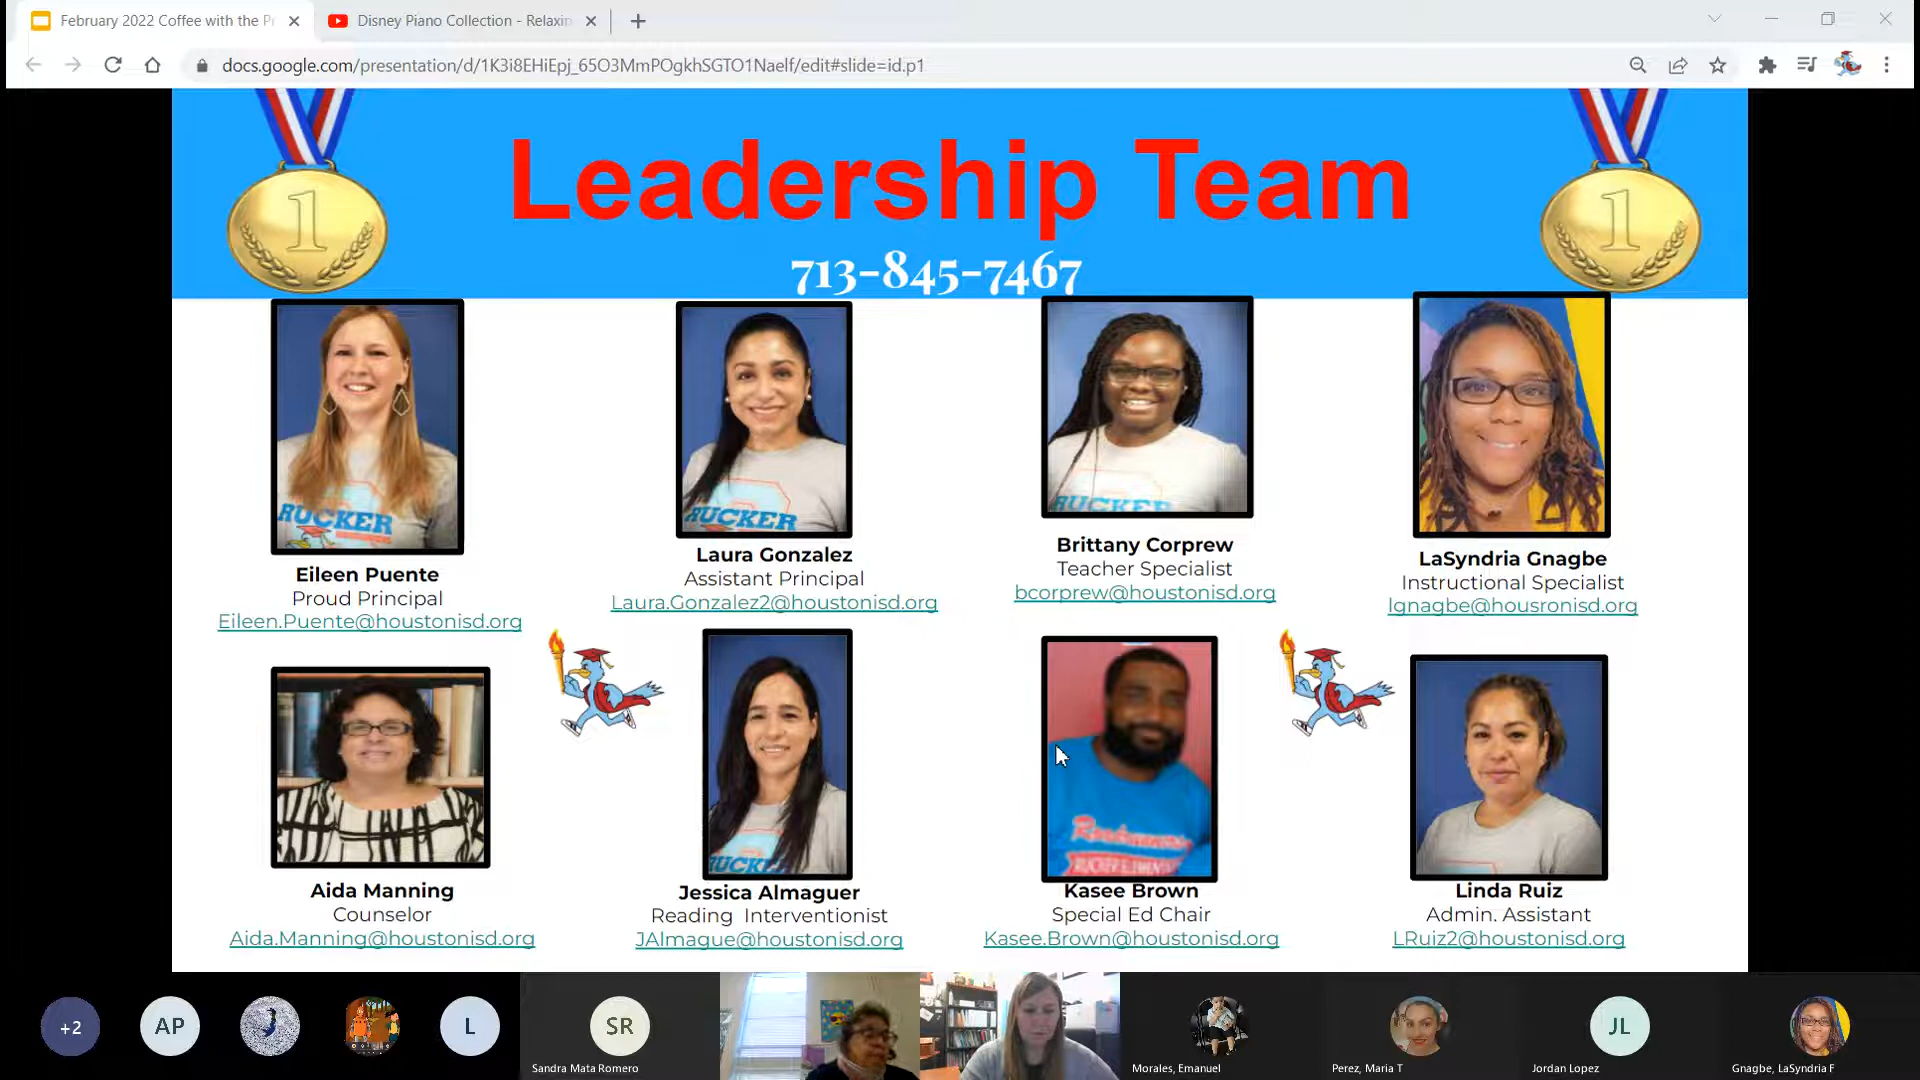 February 2022 Coffee with the Pr
Disney Piano Collection - Relaxin
docs.google.com/presentation/d/1K3i8EHiEpj_65O3MmPOgkhSGTO1Naelf/edit#slide=id.p1
Leadership Team
713-845-7467
1
1
RUCKER
RUCKER
RUCKER
Eileen Puente
Proud Principal
Eileen.Puente@houstonisd.org
Laura Gonzalez
Assistant Principal
Laura.Gonzalez2@houstonisd.org
Brittany Corprew
Teacher Specialist
bcorprew@houstonisd.org
LaSyndria Gnagbe
Instructional Specialist
lgnagbe@housronisd.org
Aida Manning
Counselor
Aida.Manning@houstonisd.org
Jessica Almaguer
Reading Interventionist
JAlmague@houstonisd.org
Kasee Brown
Special Ed Chair
Kasee.Brown@houstonisd.org
Linda Ruiz
Admin. Assistant
LRuiz2@houstonisd.org
+2
AP
L
SR
JL
Sandra Mata Romero
Morales, Emanuel
Perez, Maria T
Jordan Lopez
Gnagbe, LaSyndria F